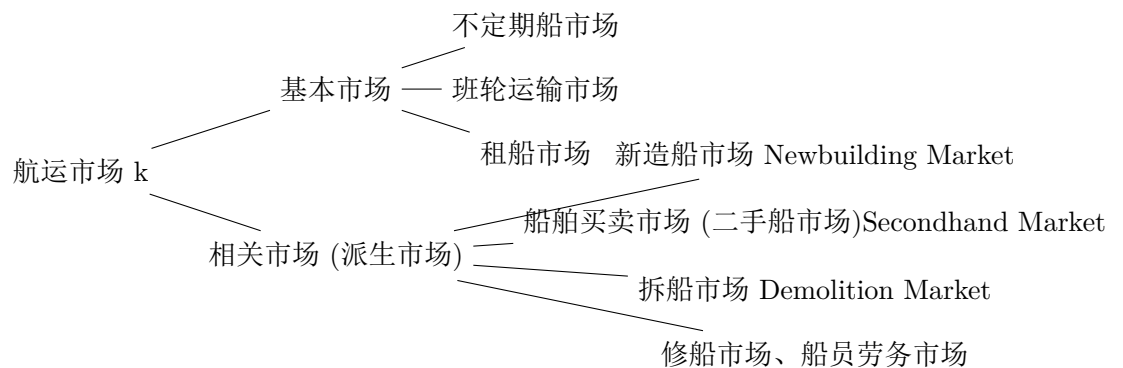 不定期船市场
基本市场
班轮运输市场
租船市场
新造船市场 Newbuilding Market
航运市场 k
船舶买卖市场 (二手船市场)Secondhand Market
相关市场 (派生市场)
拆船市场 Demolition Market
修船市场、船员劳务市场